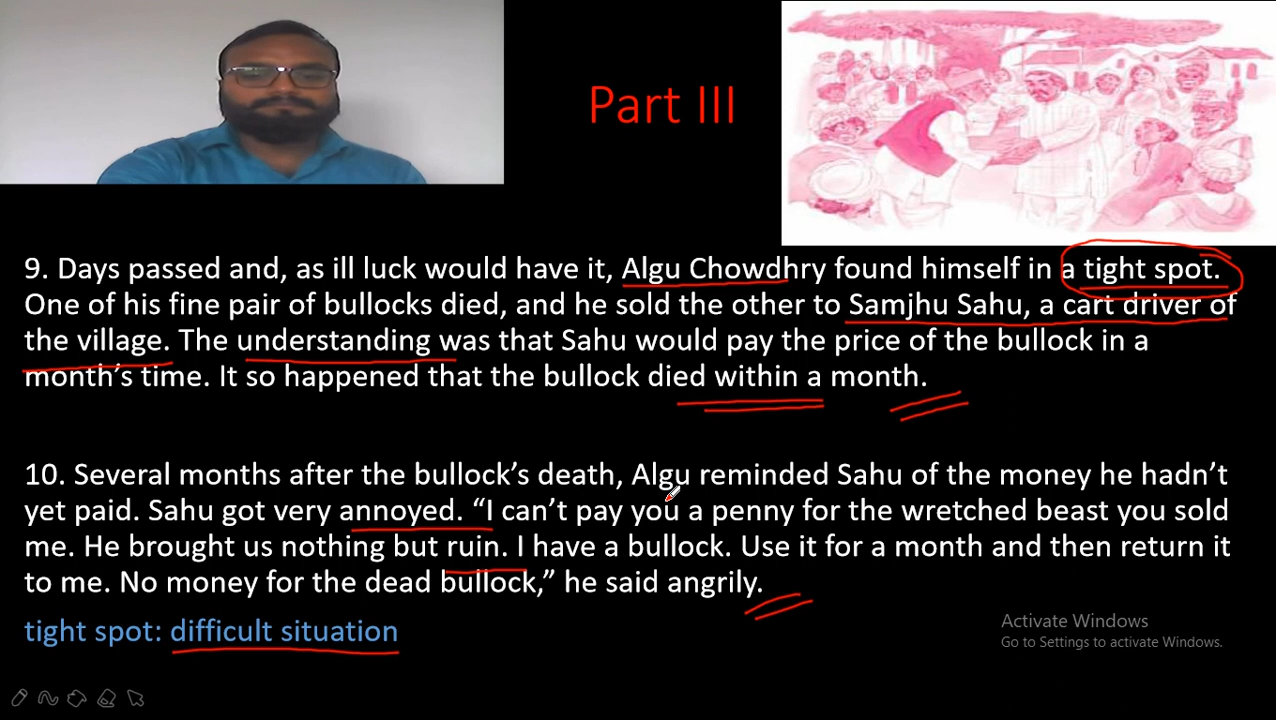 Part III
9. Days passed and, as ill luck would have it, Algu Chowdhry found himself in a tight spot.
One of his fine pair of bullocks died, and he sold the other to Samjhu Sahu, a cart driver of
the village. The understanding was that Sahu would pay the price of the bullock in a
month’s time. It so happened that the bullock died within a month.
10. Several months after the bullock’s death, Algu reminded Sahu of the money he hadn’t
yet paid. Sahu got very annoyed. “I can’t pay you a penny for the wretched beast you sold
me. He brought us nothing but ruin. I have a bullock. Use it for a month and then return it
to me. No money for the dead bullock,” he said angrily.
tight spot: difficult situation
Activate Windows
Go to Settings to activate Windows.